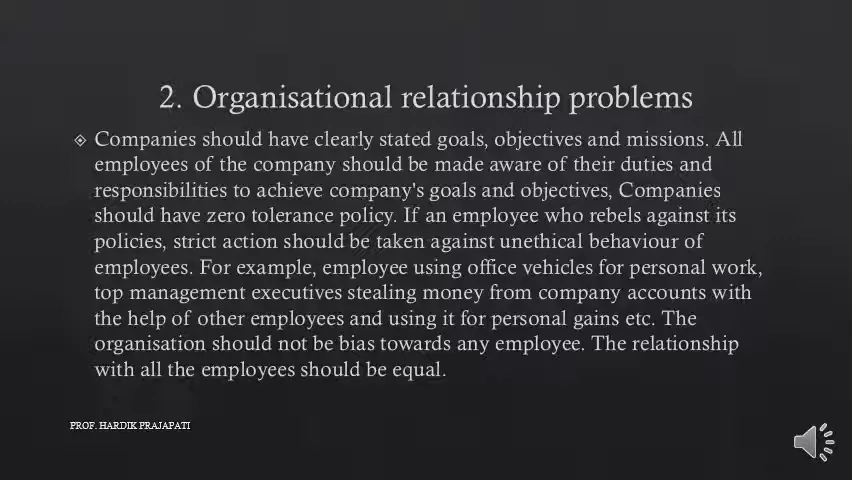 2. Organisational relationship problems
Companies should have clearly stated goals, objectives and missions. All
employees of the company should be made aware of their duties and
responsibilities to achieve company's goals and objectives, Companies
should have zero tolerance policy. If an employee who rebels against its
policies, strict action should be taken against unethical behaviour of
employees. For example, employee using office vehicles for personal work,
top management executives stealing money from company accounts with
the help of other employees and using it for personal gains etc. The
organisation should not be bias towards any employee. The relationship
with all the employees should be equal.
PROF. HARDIK PRAJAPATI